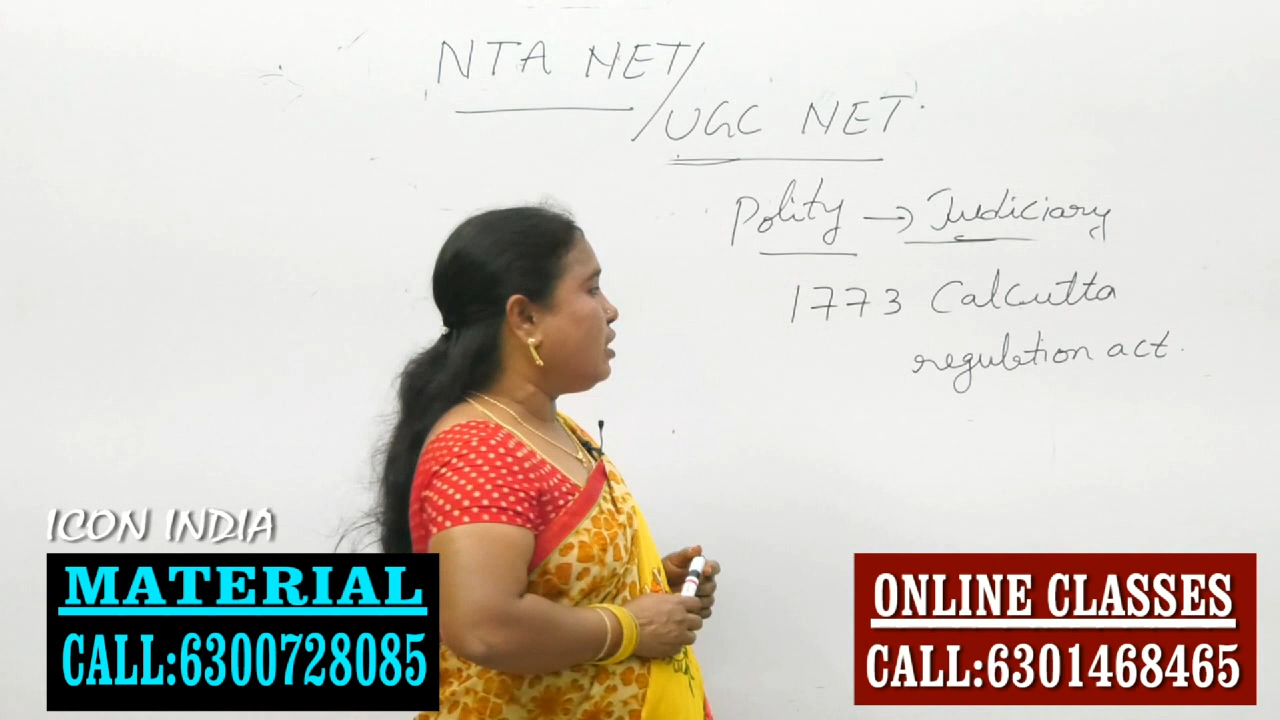 NTA NET/
UGC NET.
Polity → Judiciary
1773 Calcutta
regulation act.
ICON INDIA
MATERIAL
CALL:6300728085
ONLINE CLASSES
CALL:6301468465